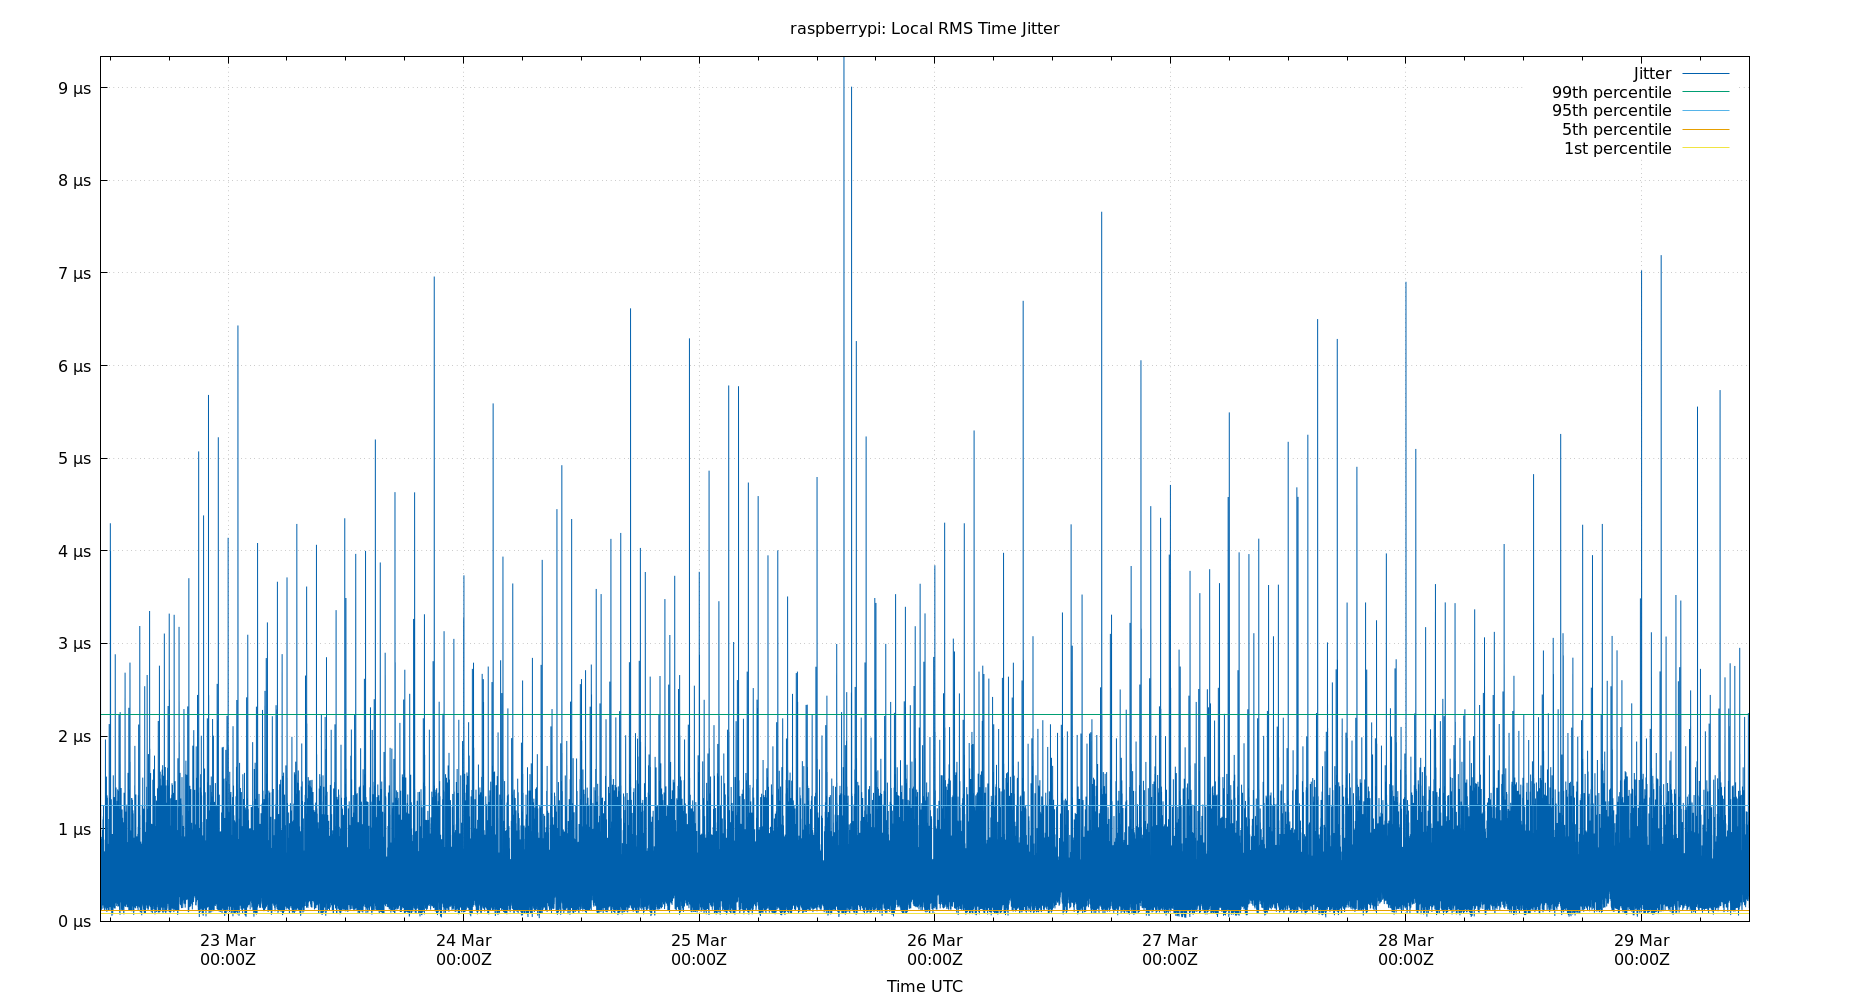 raspberrypi: Local RMS Time Jitter
Jitter
99th percentile
95th percentile
5th percentile
1st percentile
9 µs
8 µs
7 µs
6 µs
5 µs
4 µs
3 µs
2 µs
1 µs
0 µs
23 Mar
00:00Z
24 Mar
00:00Z
25 Mar
00:00Z
26 Mar
00:00Z
27 Mar
00:00Z
28 Mar
00:00Z
29 Mar
00:00Z
Time UTC